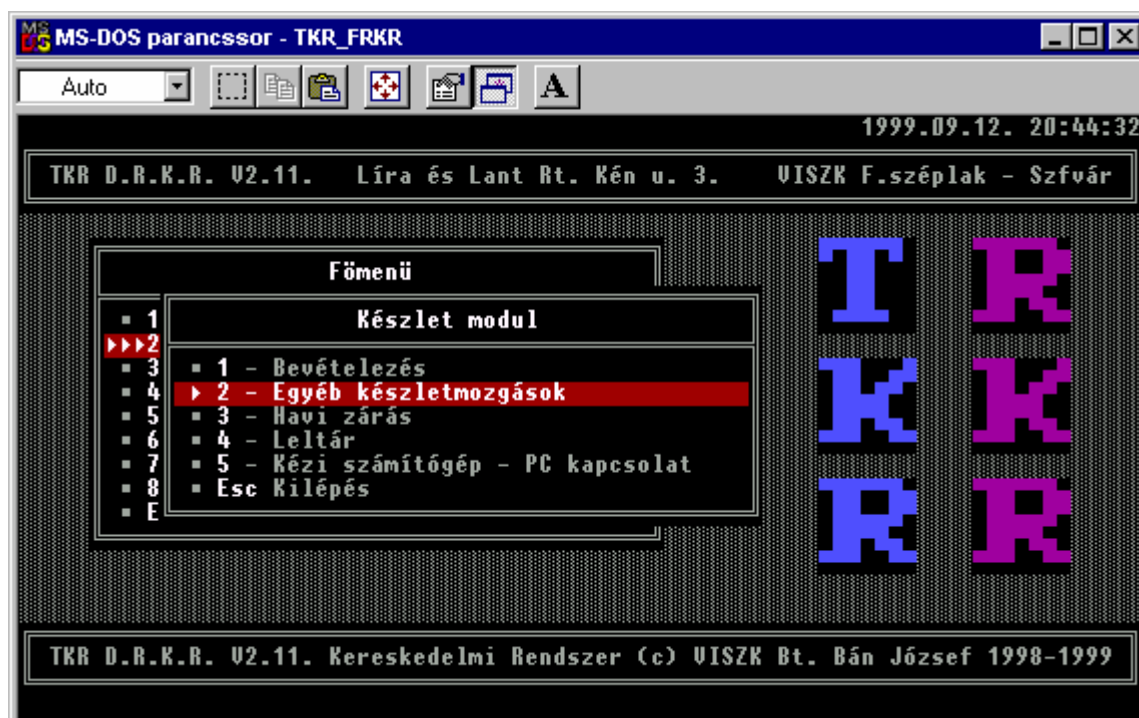 MS-DOS parancssor - TKR_FRKR
Auto
A
1999.09.12. 20:44:32
TKR D.R.K.R. V2.11. Líra és Lant Rt. Kén u. 3. VISZK F.széplak - Szfvár
Fömenü
1
2
3
4
5
6
7
8
E
Készlet modul
1 - Bevételezés
2 - Egyéb készletmozgások
3 - Havi zárás
4 - Leltár
5 - Kézi számítógép - PC kapcsolat
Esc Kilépés
T R
K K
R R
TKR D.R.K.R. V2.11. Kereskedelmi Rendszer (c) VISZK Bt. Bán József 1998-1999